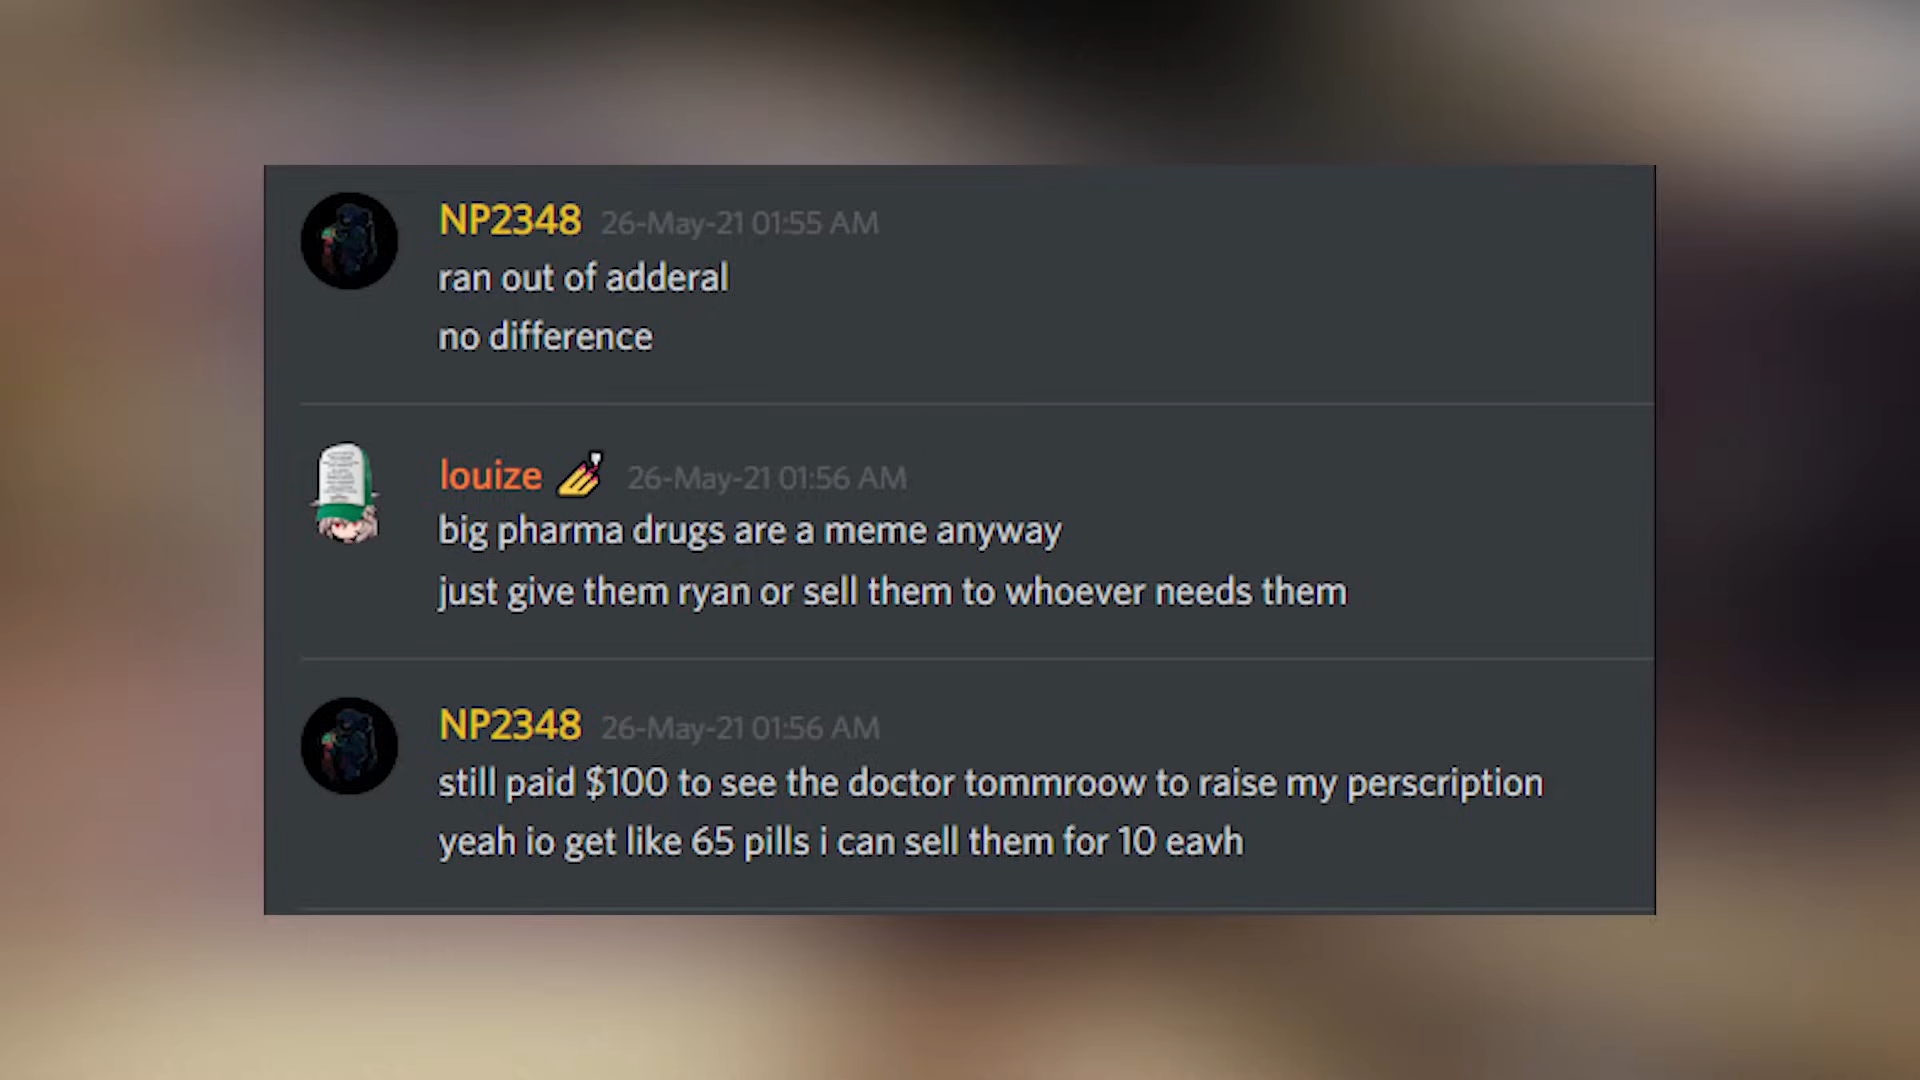 NP2348 26-May-21 01:55 AM
ran out of adderal
no difference
louize 💅 26-May-21 01:56 AM
big pharma drugs are a meme anyway
just give them ryan or sell them to whoever needs them
NP2348 26-May-21 01:56 AM
still paid $100 to see the doctor tommroow to raise my perscription
yeah io get like 65 pills i can sell them for 10 eavh